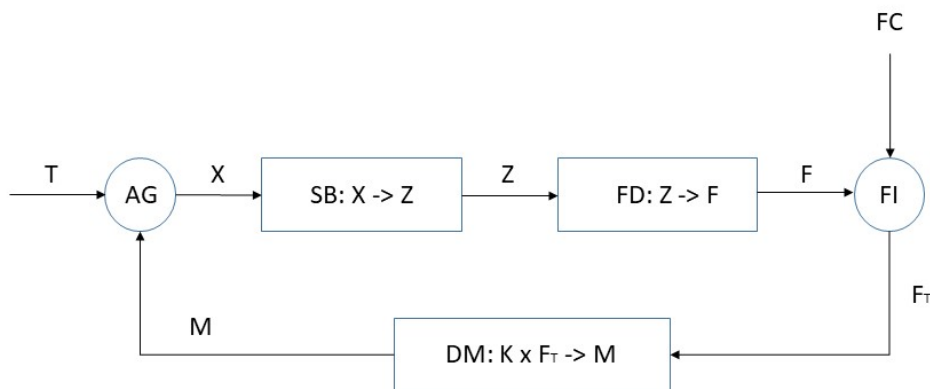 FC
T
AG
X
SB: X -> Z
Z
FD: Z -> F
F
FI
M
DM: K x Fₜ -> M
Fₜ